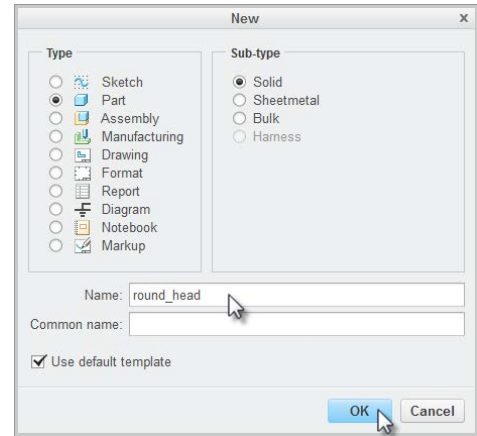 New x
Type
Sketch
Part
Assembly
Manufacturing
Drawing
Format
Report
Diagram
Notebook
Markup
Sub-type
Solid
Sheetmetal
Bulk
Harness
Name: round_head
Common name:
Use default template
OK Cancel